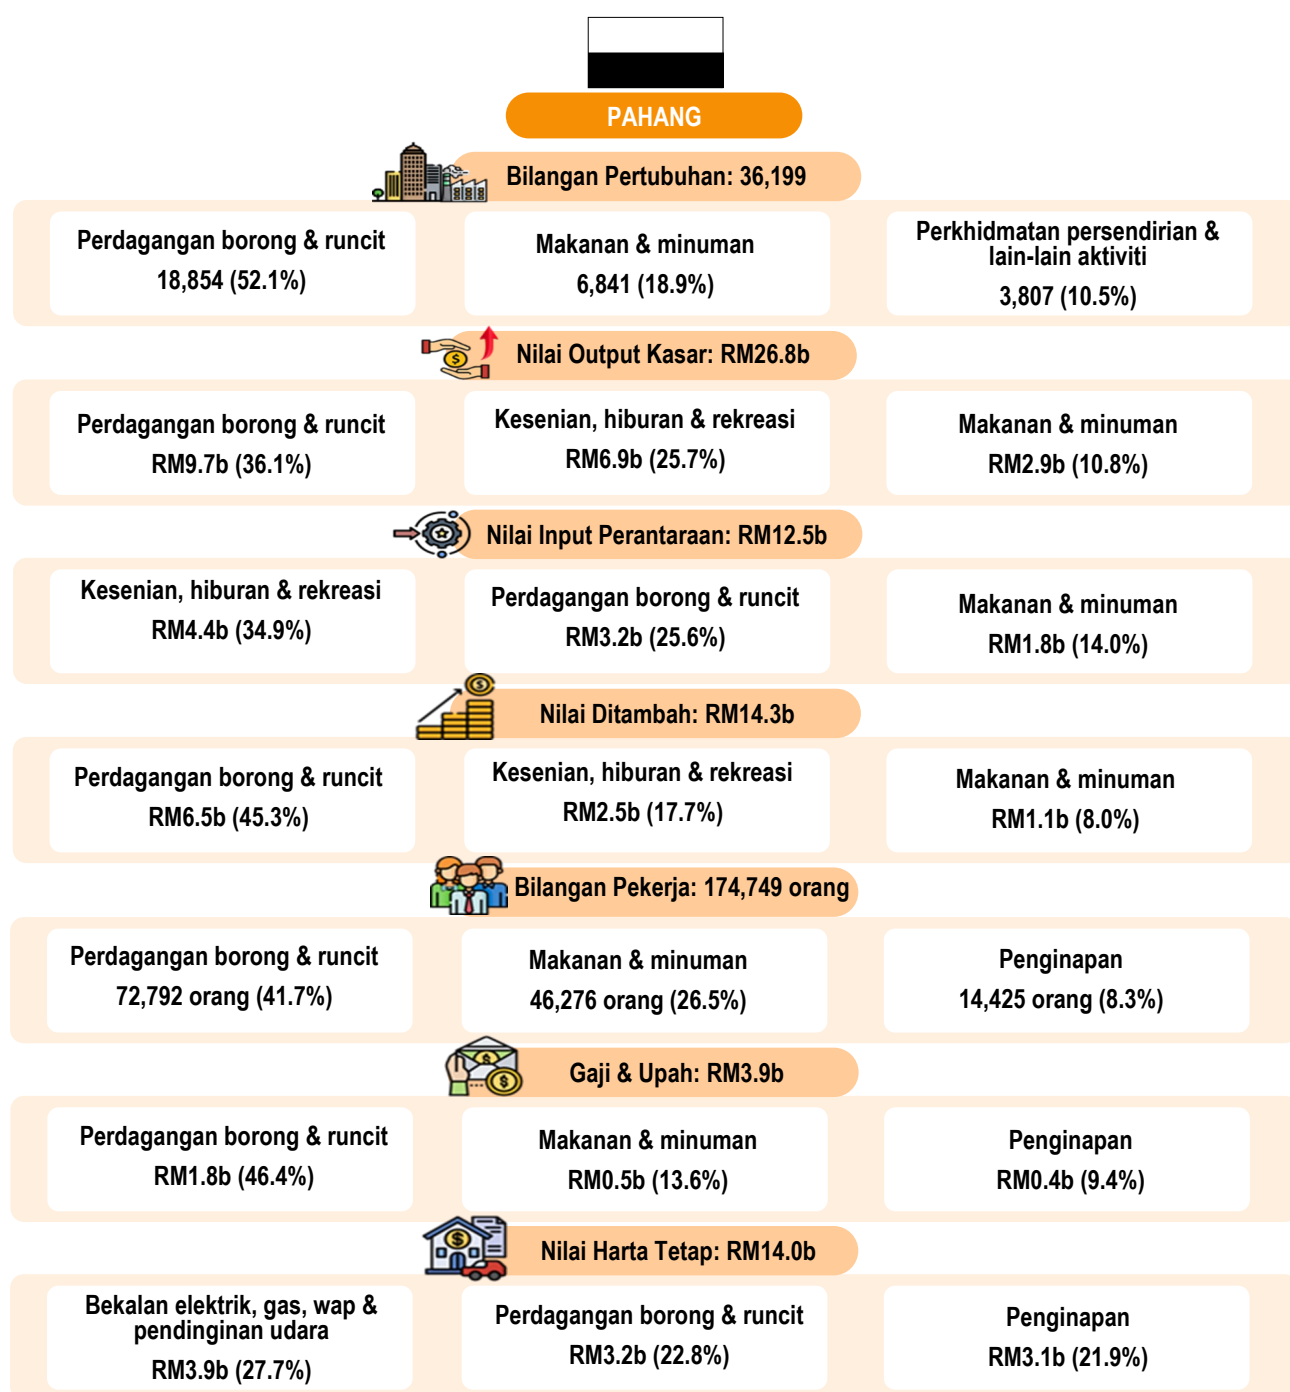 PAHANG
Bilangan Pertubuhan: 36,199
Perdagangan borong & runcit
18,854 (52.1%)
Makanan & minuman
6,841 (18.9%)
Perkhidmatan persendirian &
lain-lain aktiviti
3,807 (10.5%)
Nilai Output Kasar: RM26.8b
Perdagangan borong & runcit
RM9.7b (36.1%)
Kesenian, hiburan & rekreasi
RM6.9b (25.7%)
Makanan & minuman
RM2.9b (10.8%)
Nilai Input Perantaraan: RM12.5b
Kesenian, hiburan & rekreasi
RM4.4b (34.9%)
Perdagangan borong & runcit
RM3.2b (25.6%)
Makanan & minuman
RM1.8b (14.0%)
Nilai Ditambah: RM14.3b
Perdagangan borong & runcit
RM6.5b (45.3%)
Kesenian, hiburan & rekreasi
RM2.5b (17.7%)
Makanan & minuman
RM1.1b (8.0%)
Bilangan Pekerja: 174,749 orang
Perdagangan borong & runcit
72,792 orang (41.7%)
Makanan & minuman
46,276 orang (26.5%)
Penginapan
14,425 orang (8.3%)
Gaji & Upah: RM3.9b
Perdagangan borong & runcit
RM1.8b (46.4%)
Makanan & minuman
RM0.5b (13.6%)
Penginapan
RM0.4b (9.4%)
Nilai Harta Tetap: RM14.0b
Bekalan elektrik, gas, wap &
pendinginan udara
RM3.9b (27.7%)
Perdagangan borong & runcit
RM3.2b (22.8%)
Penginapan
RM3.1b (21.9%)